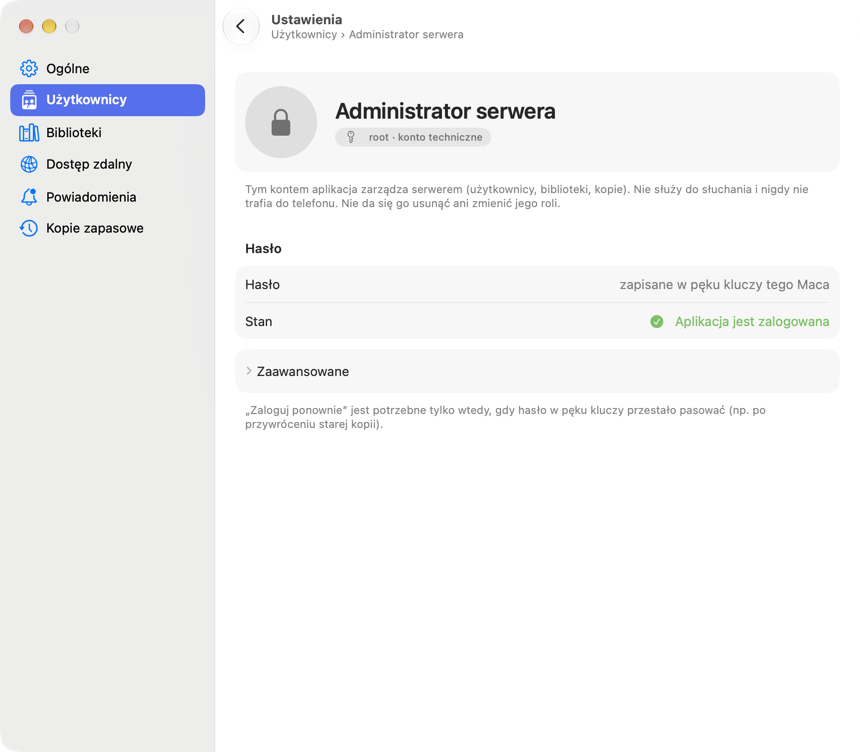 Ustawienia
Użytkownicy › Administrator serwera
Ogólne
Użytkownicy
Biblioteki
Dostęp zdalny
Powiadomienia
Kopie zapasowe
Administrator serwera
root · konto techniczne
Tym kontem aplikacja zarządza serwerem (użytkownicy, biblioteki, kopie). Nie służy do słuchania i nigdy nie
trafia do telefonu. Nie da się go usunąć ani zmienić jego roli.
Hasło
Hasło
zapisane w pęku kluczy tego Maca
Stan
Aplikacja jest zalogowana
Zaawansowane
„Zaloguj ponownie” jest potrzebne tylko wtedy, gdy hasło w pęku kluczy przestało pasować (np. po
przywróceniu starej kopii).